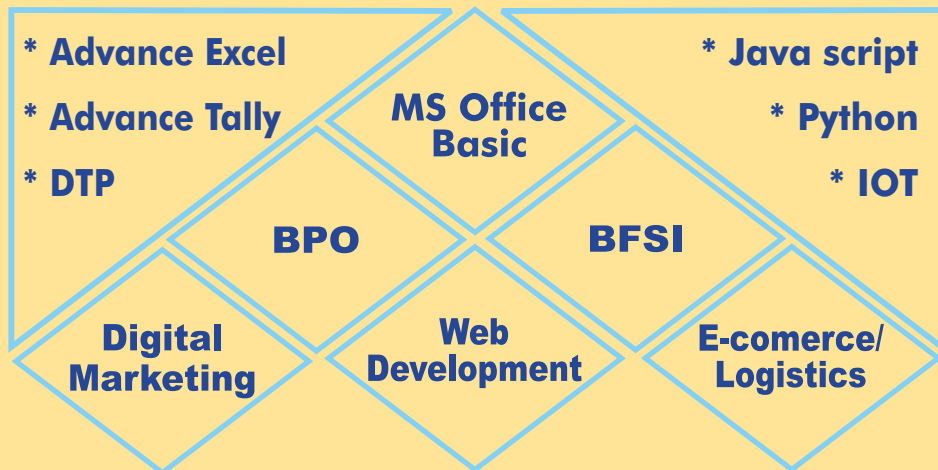 * Advance Excel
* Advance Tally
* DTP
MS Office
Basic
* Java script
* Python
* IOT
BPO
BFSI
Digital
Marketing
Web
Development
E-comerce/
Logistics